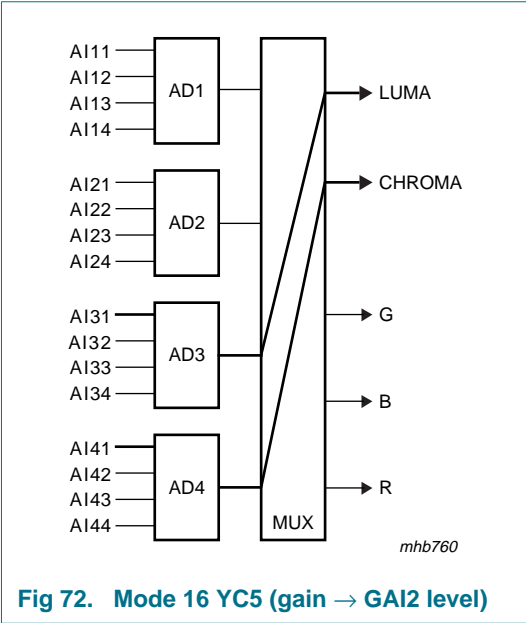 AI11
AI12
AI13
AI14
AD1
AI21
AI22
AI23
AI24
AD2
AI31
AI32
AI33
AI34
AD3
AI41
AI42
AI43
AI44
AD4
MUX
LUMA
CHROMA
G
B
R
mhb760
Fig 72. Mode 16 YC5 (gain → GAI2 level)